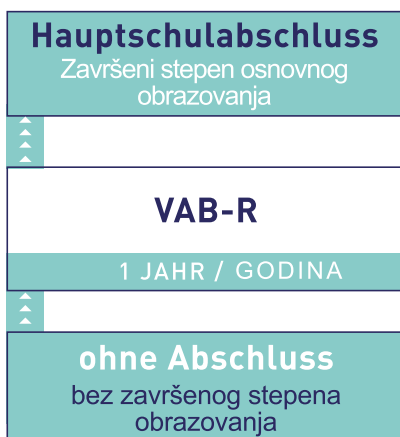 Hauptschulabschluss
Završeni stepen osnovnog
obrazovanja
VAB-R
1 JAHR / GODINA
ohne Abschluss
bez završenog stepena
obrazovanja